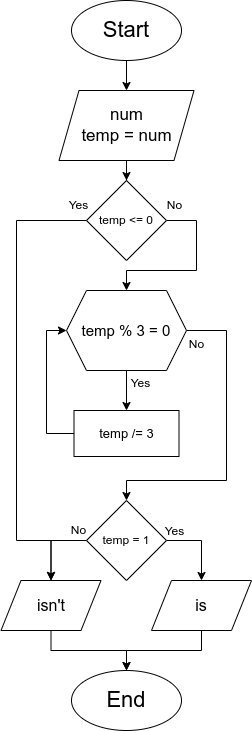 Start
num
temp = num
Yes
No
temp <= 0
temp % 3 = 0
No
Yes
temp /= 3
No
Yes
temp = 1
isn't
is
End